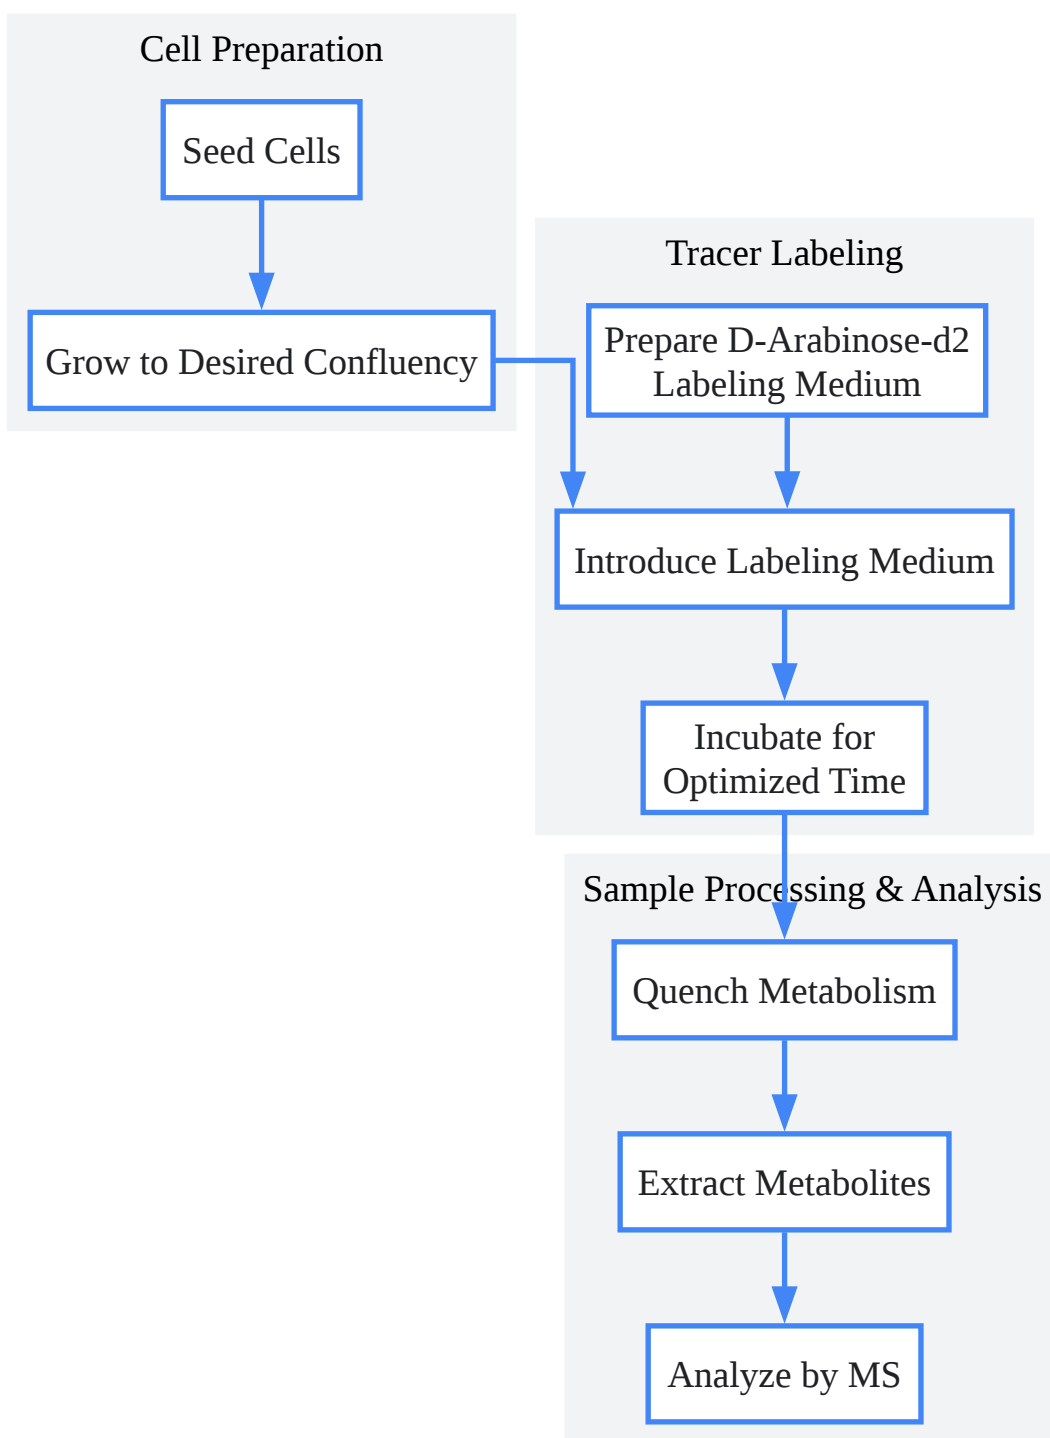 Cell Preparation
Seed Cells
Grow to Desired Confluency
Tracer Labeling
Prepare D-Arabinose-d2
Labeling Medium
Introduce Labeling Medium
Incubate for
Optimized Time
Sample Processing & Analysis
Quench Metabolism
Extract Metabolites
Analyze by MS